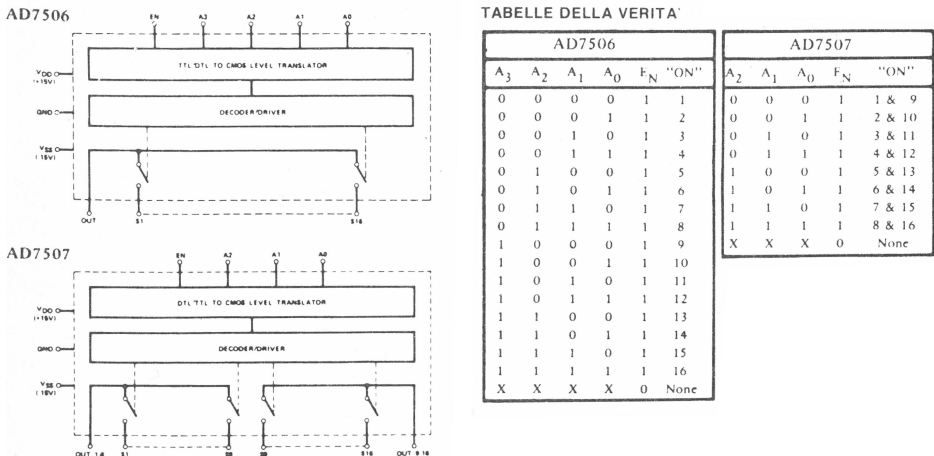 AD7506
EN A3 A2 A1 A0
TTL/DTL TO CMOS LEVEL TRANSLATOR
VDD
(+15V)
GND
DECODER/DRIVER
VSS
(-15V)
OUT S1 S16
AD7507
EN A2 A1 A0
DTL/TTL TO CMOS LEVEL TRANSLATOR
VDD
(+15V)
GND
DECODER/DRIVER
VSS
(-15V)
OUT 1-8 S1 S8 S9 S16 OUT 9-16
TABELLE DELLA VERITA'
AD7506
A3 A2 A1 A0 EN "ON"
0 0 0 0 1 1
0 0 0 1 1 2
0 0 1 0 1 3
0 0 1 1 1 4
0 1 0 0 1 5
0 1 0 1 1 6
0 1 1 0 1 7
0 1 1 1 1 8
1 0 0 0 1 9
1 0 0 1 1 10
1 0 1 0 1 11
1 0 1 1 1 12
1 1 0 0 1 13
1 1 0 1 1 14
1 1 1 0 1 15
1 1 1 1 1 16
X X X X 0 None
AD7507
A2 A1 A0 EN "ON"
0 0 0 1 1 & 9
0 0 1 1 2 & 10
0 1 0 1 3 & 11
0 1 1 1 4 & 12
1 0 0 1 5 & 13
1 0 1 1 6 & 14
1 1 0 1 7 & 15
1 1 1 1 8 & 16
X X X 0 None